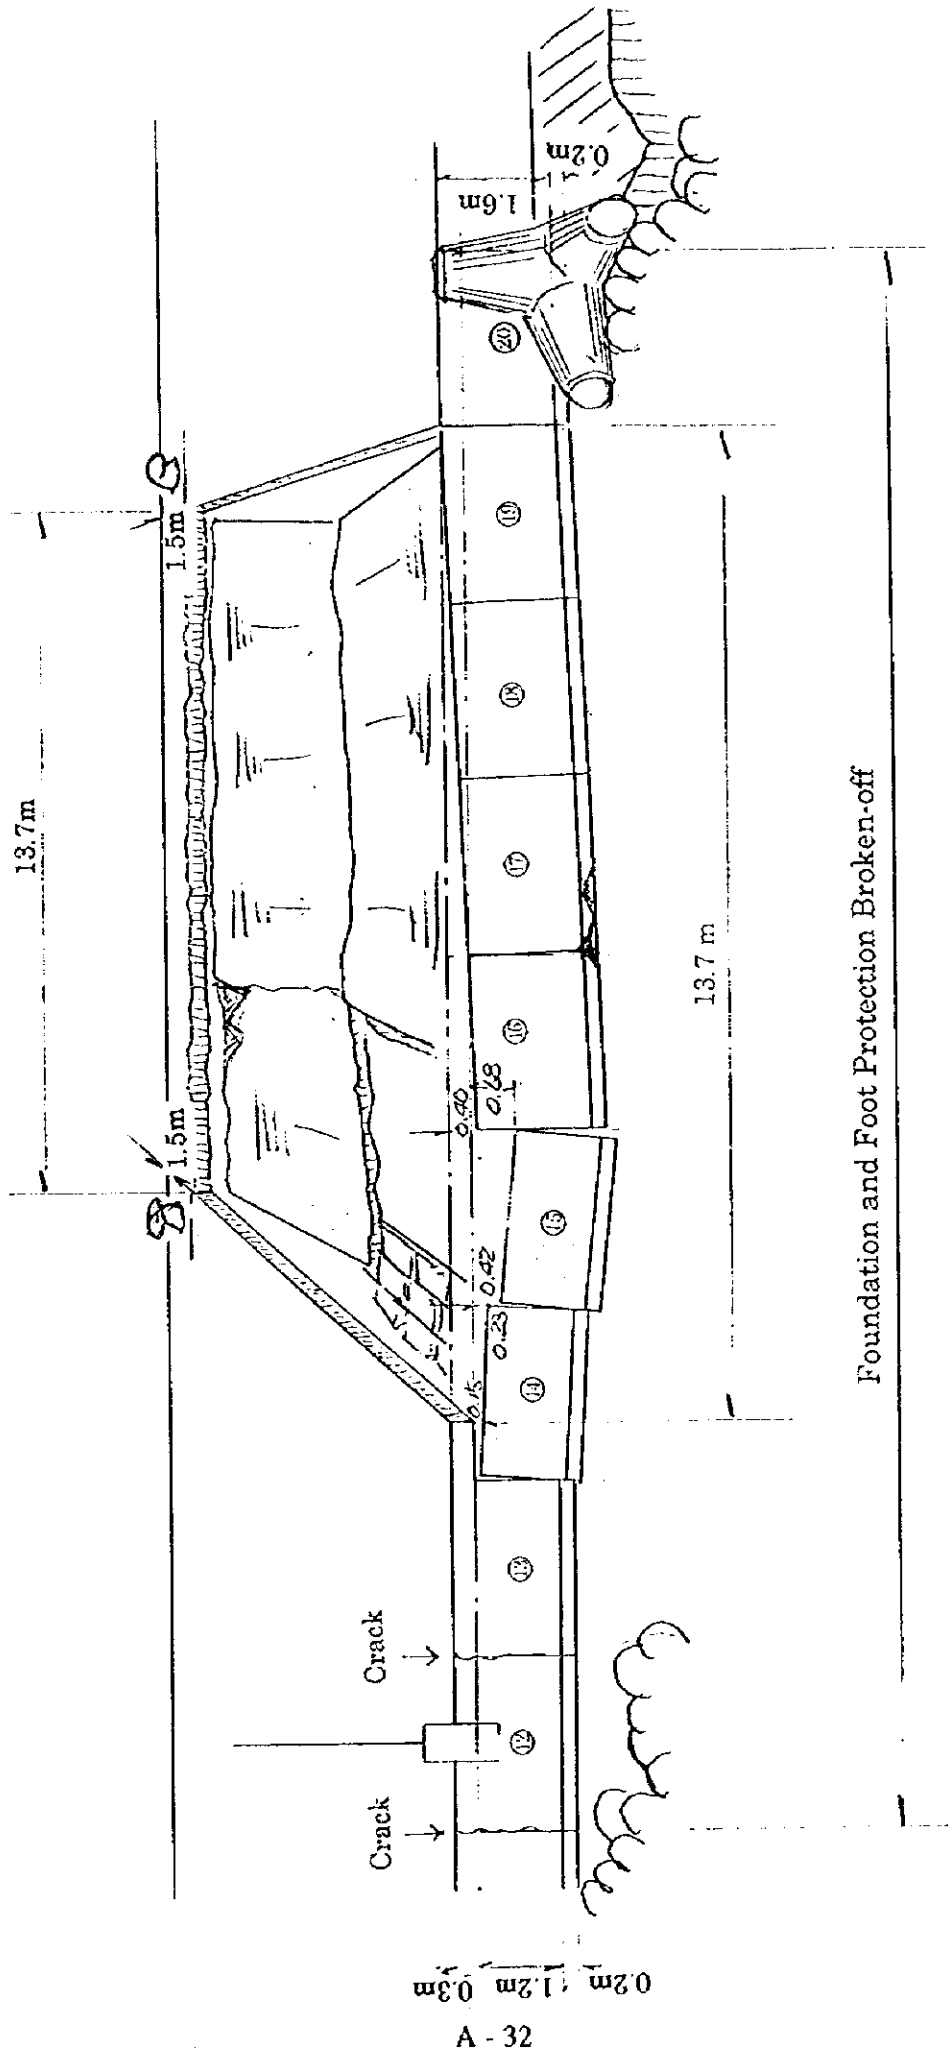 13.7m
1.5m
1.5m
1.6m
0.2m
⑳
⑲
⑱
⑰
⑯
⑮
⑭
⑬
⑫
0.40
0.68
0.42
0.23
0.15
13.7 m
Crack
Crack
0.3m
1.2m
0.2m
Foundation and Foot Protection Broken-off
A - 32